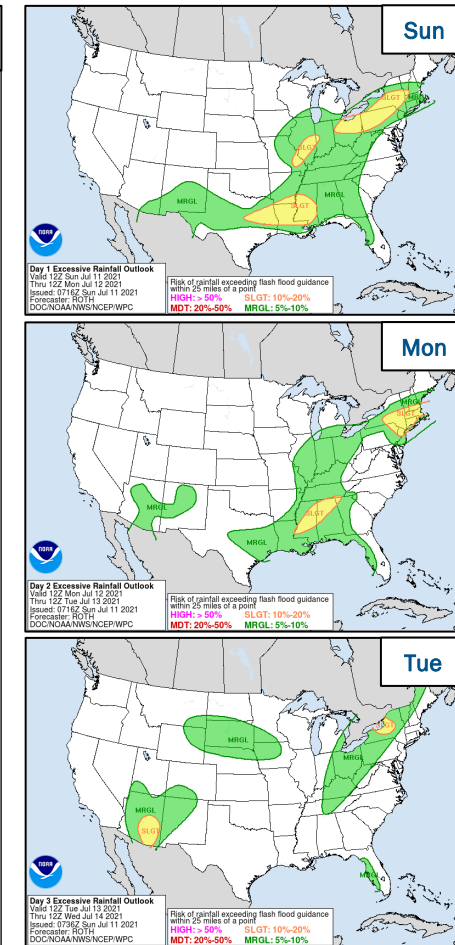 Sun
SLGT
MRGL
SLGT
MRGL
MRGL
SLGT
NOAA
Day 1 Excessive Rainfall Outlook
Valid 12Z Sun Jul 11 2021
Thru 12Z Mon Jul 12 2021
Issued: 0716Z Sun Jul 11 2021
Forecaster: ROTH
DOC/NOAA/NWS/NCEP/WPC
Risk of rainfall exceeding flash flood guidance
within 25 miles of a point
HIGH: > 50% SLGT: 10%-20%
MDT: 20%-50% MRGL: 5%-10%
Mon
MRGL
SLGT
MRGL
SLGT
MRGL
NOAA
Day 2 Excessive Rainfall Outlook
Valid 12Z Mon Jul 12 2021
Thru 12Z Tue Jul 13 2021
Issued: 0716Z Sun Jul 11 2021
Forecaster: ROTH
DOC/NOAA/NWS/NCEP/WPC
Risk of rainfall exceeding flash flood guidance
within 25 miles of a point
HIGH: > 50% SLGT: 10%-20%
MDT: 20%-50% MRGL: 5%-10%
Tue
SLGT
MRGL
MRGL
MRGL
SLGT
MRGL
NOAA
Day 3 Excessive Rainfall Outlook
Valid 12Z Tue Jul 13 2021
Thru 12Z Wed Jul 14 2021
Issued: 0736Z Sun Jul 11 2021
Forecaster: ROTH
DOC/NOAA/NWS/NCEP/WPC
Risk of rainfall exceeding flash flood guidance
within 25 miles of a point
HIGH: > 50% SLGT: 10%-20%
MDT: 20%-50% MRGL: 5%-10%